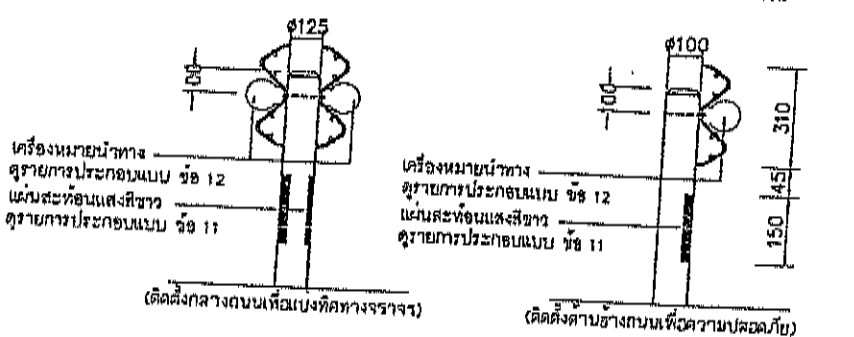 ø125
100
เครื่องหมายนำทาง
ดูรายการประกอบแบบ ข้อ 12
แผ่นสะท้อนแสงสีขาว
ดูรายการประกอบแบบ ข้อ 11
(ติดตั้งกลางถนนเพื่อแบ่งทิศทางจราจร)
ø100
100
310
45
150
เครื่องหมายนำทาง
ดูรายการประกอบแบบ ข้อ 12
แผ่นสะท้อนแสงสีขาว
ดูรายการประกอบแบบ ข้อ 11
(ติดตั้งด้านข้างถนนเพื่อความปลอดภัย)